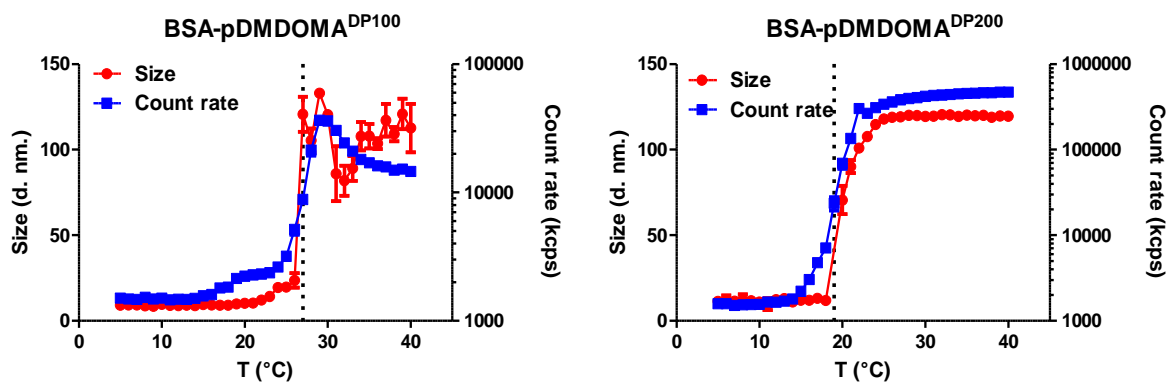 BSA-pDMDOMA^DP100
Size
Count rate
Size (d. nm.)
150
100
50
0
Count rate (kcps)
100000
10000
1000
0 10 20 30 40
T (°C)
BSA-pDMDOMA^DP200
Size
Count rate
Size (d. nm.)
150
100
50
0
Count rate (kcps)
1000000
100000
10000
1000
0 10 20 30 40
T (°C)